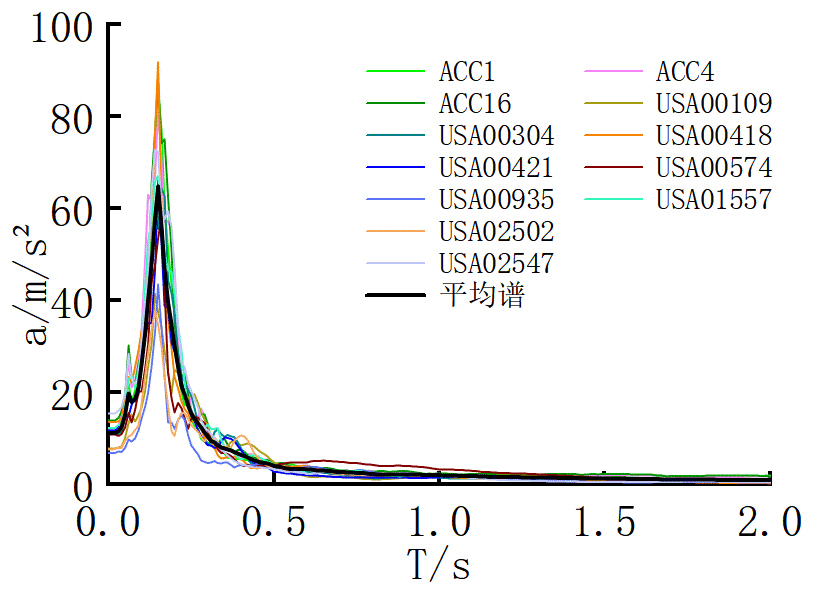 100
80
60
40
20
0
a/m/s²
ACC1
ACC4
ACC16
USA00109
USA00304
USA00418
USA00421
USA00574
USA00935
USA01557
USA02502
USA02547
平均谱
0.0 0.5 1.0 1.5 2.0
T/s